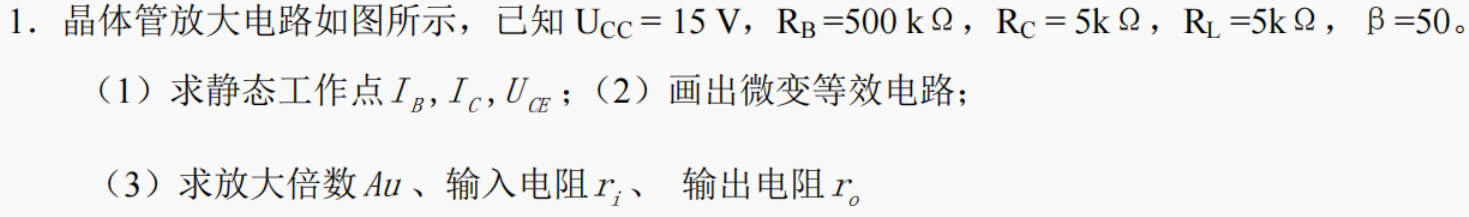 1. 晶体管放大电路如图所示，已知 U_CC = 15 V，R_B =500 kΩ，R_C = 5kΩ，R_L =5kΩ，β=50。
（1）求静态工作点 I_B, I_C, U_CE；（2）画出微变等效电路；
（3）求放大倍数 Au 、输入电阻 r_i 、 输出电阻 r_o